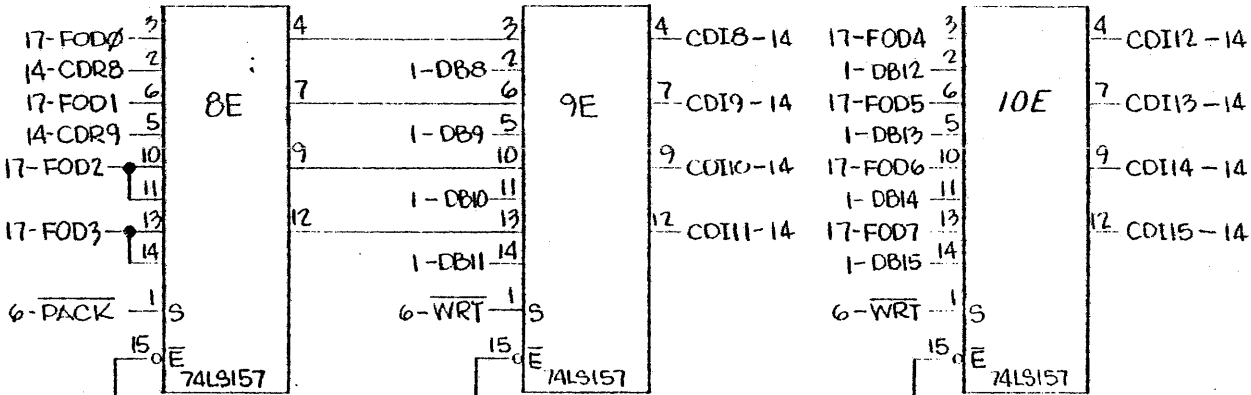 17-FODØ 3 4 3 4 CDI8-14 17-FOD4 3 4 CDI12-14
14-CDR8 2 1-DB8 2 1-DB12 2
17-FOD1 6 8E 7 6 9E 7 CDI9-14 17-FOD5 6 10E 7 CDI13-14
14-CDR9 5 1-DB9 5 1-DB13 5
17-FOD2 10 9 10 9 CDI10-14 17-FOD6 10 9 CDI14-14
11 1-DB10 11 1-DB14 11
17-FOD3 13 12 13 12 CDI11-14 17-FOD7 13 12 CDI15-14
14 1-DB11 14 1-DB15 14
6-P̅A̅C̅K̅ 1 S 6-W̅R̅T̅ 1 S 6-W̅R̅T̅ 1 S
15 E̅ 15 E̅ 15 E̅
74LS157 74LS157 74LS157